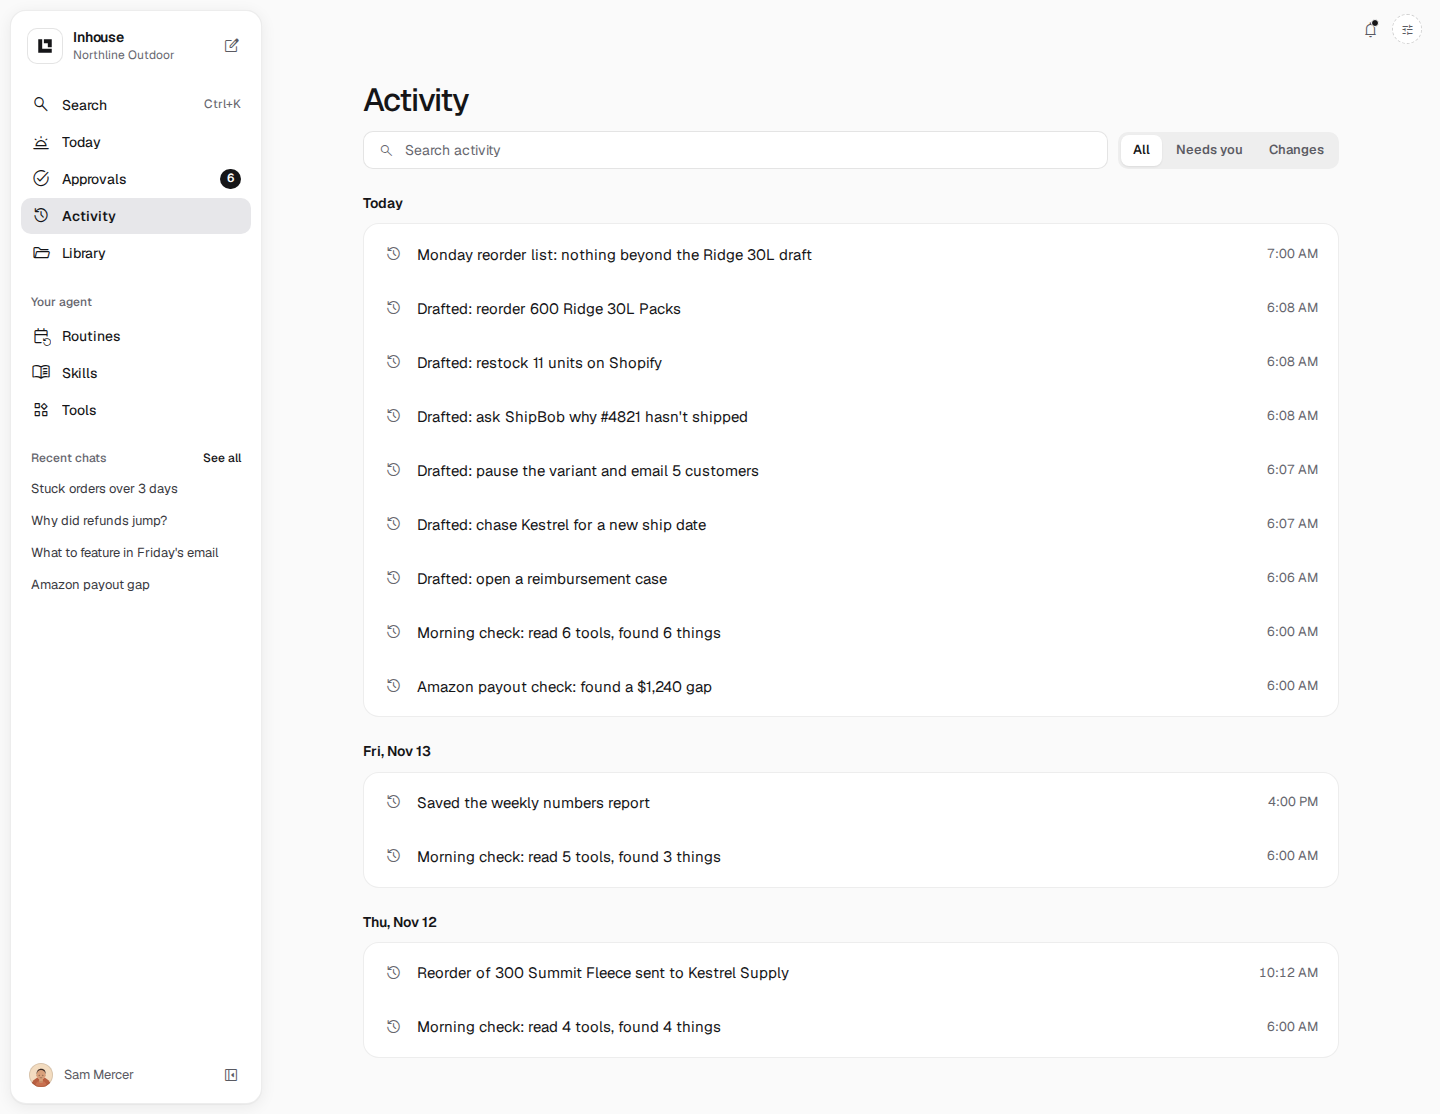 Inhouse
Northline Outdoor
Search Ctrl+K
Today
Approvals 6
Activity
Library
Your agent
Routines
Skills
Tools
Recent chats See all
Stuck orders over 3 days
Why did refunds jump?
What to feature in Friday's email
Amazon payout gap
Sam Mercer
Activity
Search activity
All Needs you Changes
Today
Monday reorder list: nothing beyond the Ridge 30L draft 7:00 AM
Drafted: reorder 600 Ridge 30L Packs 6:08 AM
Drafted: restock 11 units on Shopify 6:08 AM
Drafted: ask ShipBob why #4821 hasn't shipped 6:08 AM
Drafted: pause the variant and email 5 customers 6:07 AM
Drafted: chase Kestrel for a new ship date 6:07 AM
Drafted: open a reimbursement case 6:06 AM
Morning check: read 6 tools, found 6 things 6:00 AM
Amazon payout check: found a $1,240 gap 6:00 AM
Fri, Nov 13
Saved the weekly numbers report 4:00 PM
Morning check: read 5 tools, found 3 things 6:00 AM
Thu, Nov 12
Reorder of 300 Summit Fleece sent to Kestrel Supply 10:12 AM
Morning check: read 4 tools, found 4 things 6:00 AM